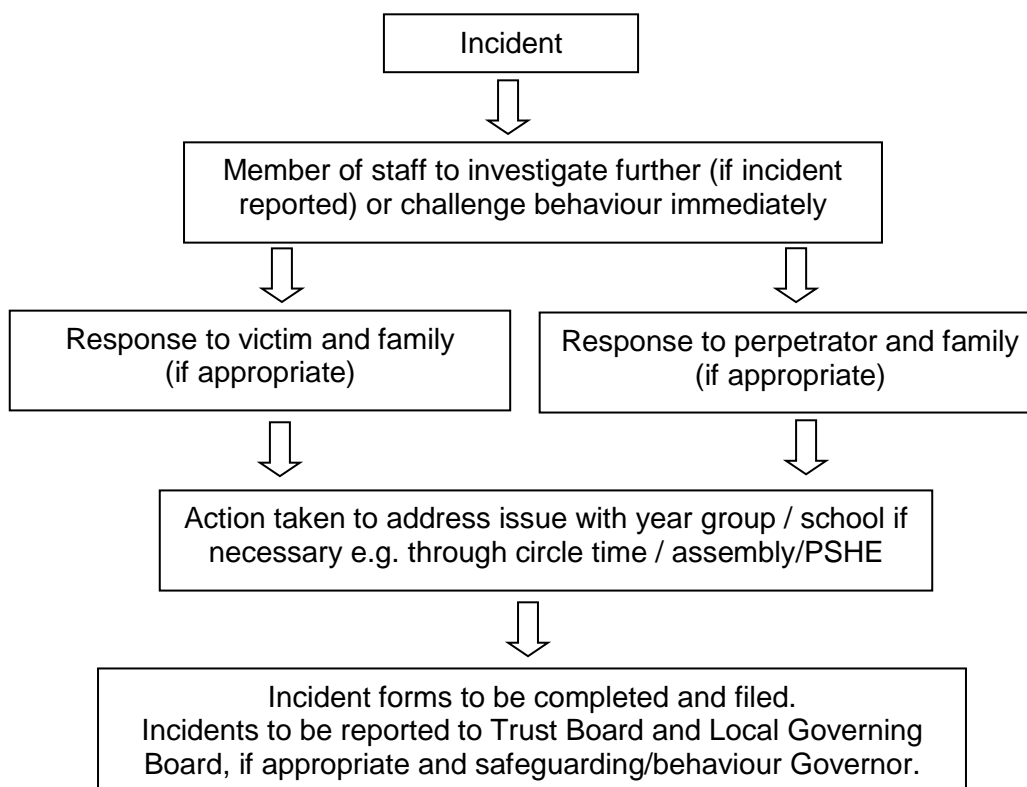 Incident
Member of staff to investigate further (if incident
reported) or challenge behaviour immediately
Response to victim and family
(if appropriate)
Response to perpetrator and family
(if appropriate)
Action taken to address issue with year group / school if
necessary e.g. through circle time / assembly/PSHE
Incident forms to be completed and filed.
Incidents to be reported to Trust Board and Local Governing
Board, if appropriate and safeguarding/behaviour Governor.